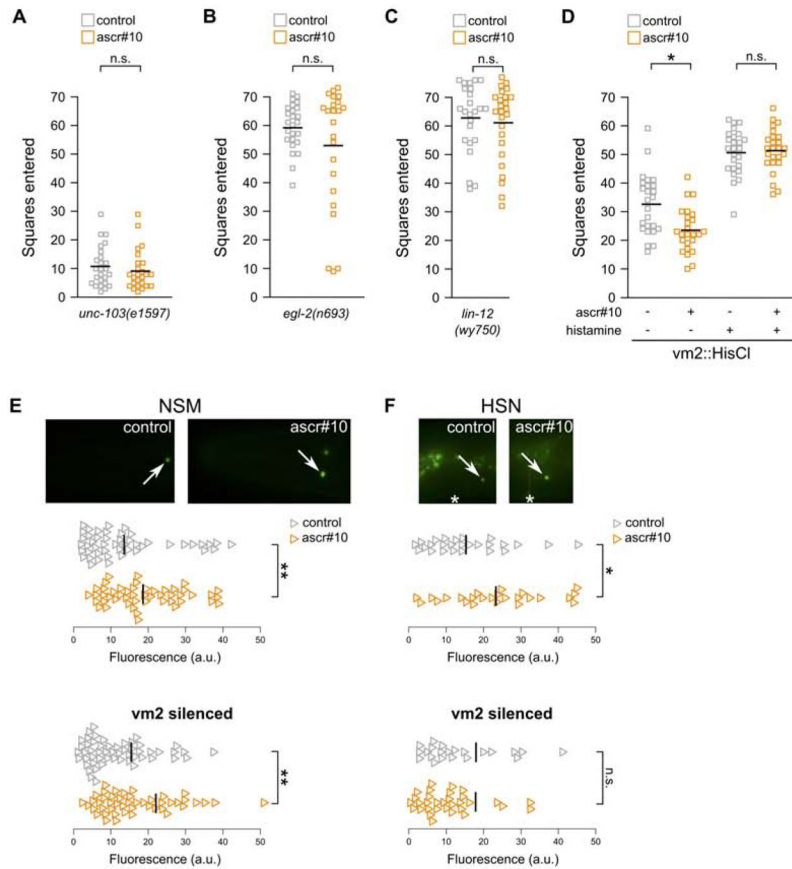 A
control
ascr#10
n.s.
Squares entered
70
60
50
40
30
20
10
0
unc-103(e1597)
B
control
ascr#10
n.s.
Squares entered
70
60
50
40
30
20
10
0
egl-2(n693)
C
control
ascr#10
n.s.
Squares entered
70
60
50
40
30
20
10
0
lin-12
(wy750)
D
control
ascr#10
* n.s.
Squares entered
70
60
50
40
30
20
10
0
ascr#10 - + - +
histamine - - + +
vm2::HisCl
E NSM
control
ascr#10
control
ascr#10
**
0 10 20 30 40 50
Fluorescence (a.u.)
vm2 silenced
**
0 10 20 30 40 50
Fluorescence (a.u.)
F HSN
control
*
ascr#10
*
control
ascr#10
*
0 10 20 30 40 50
Fluorescence (a.u.)
vm2 silenced
n.s.
0 10 20 30 40 50
Fluorescence (a.u.)